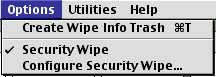 Options Utilities Help
Create Wipe Info Trash ⌘T
✓ Security Wipe
Configure Security Wipe...